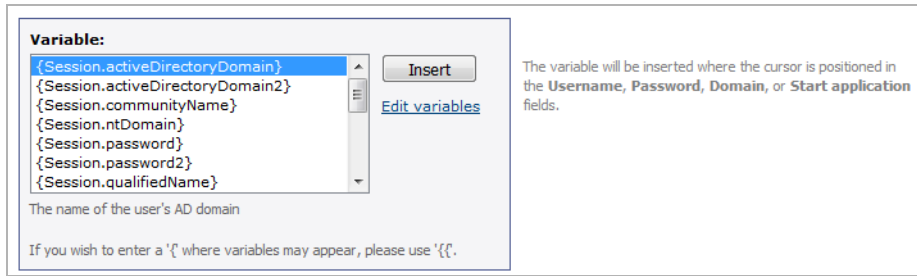 Variable:
{Session.activeDirectoryDomain}
{Session.activeDirectoryDomain2}
{Session.communityName}
{Session.ntDomain}
{Session.password}
{Session.password2}
{Session.qualifiedName}
Insert
Edit variables
The name of the user's AD domain
If you wish to enter a '{' where variables may appear, please use '{{'.
The variable will be inserted where the cursor is positioned in
the Username, Password, Domain, or Start application
fields.